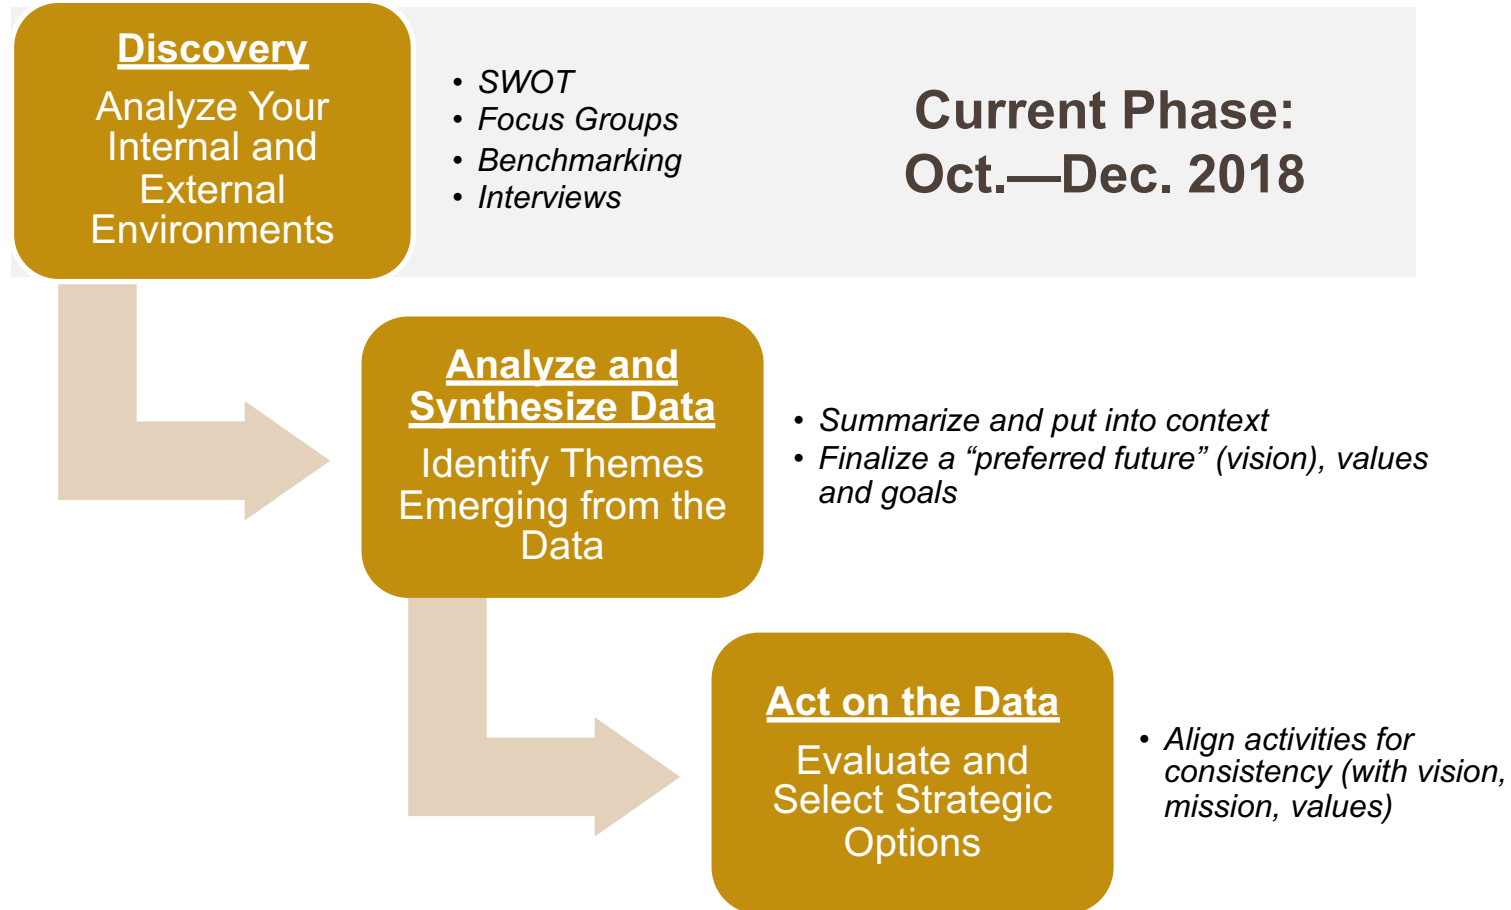 Discovery
Analyze Your
Internal and
External
Environments
• SWOT
• Focus Groups
• Benchmarking
• Interviews
Current Phase:
Oct.—Dec. 2018
Analyze and
Synthesize Data
Identify Themes
Emerging from the
Data
• Summarize and put into context
• Finalize a “preferred future” (vision), values
and goals
Act on the Data
Evaluate and
Select Strategic
Options
• Align activities for
consistency (with vision,
mission, values)